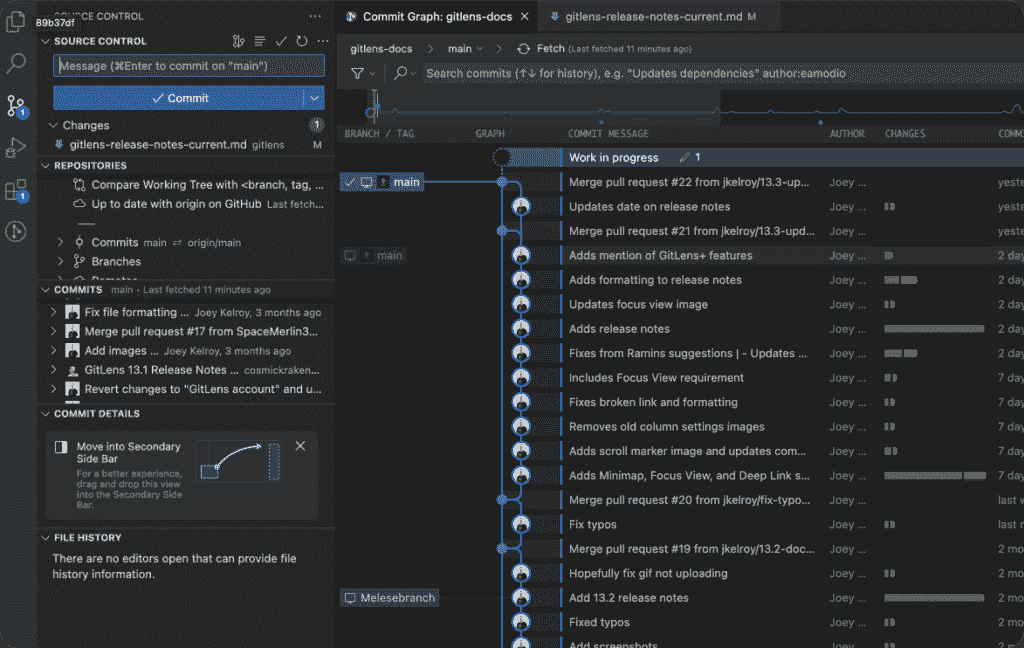 SOURCE CONTROL
89b37df
SOURCE CONTROL
Message (⌘Enter to commit on "main")
Commit
Changes
1
gitlens-release-notes-current.md gitlens M
REPOSITORIES
Compare Working Tree with <branch, tag, ...
Up to date with origin on GitHub Last fetch...
Commits main ⇌ origin/main
Branches
COMMITS main · Last fetched 11 minutes ago
Fix file formatting ... Joey Kelroy, 3 months ago
Merge pull request #17 from SpaceMerlin3...
Add images ... Joey Kelroy, 3 months ago
GitLens 13.1 Release Notes ... cosmickraken...
Revert changes to "GitLens account" and u...
COMMIT DETAILS
Move into Secondary
Side Bar
For a better experience,
drag and drop this view
into the Secondary Side
Bar.
FILE HISTORY
There are no editors open that can provide file
history information.
1
1
Commit Graph: gitlens-docs
gitlens-release-notes-current.md M
gitlens-docs > main > Fetch (Last fetched 11 minutes ago)
Search commits (↑↓ for history), e.g. "Updates dependencies" author:eamodio
BRANCH / TAG GRAPH COMMIT MESSAGE AUTHOR CHANGES COMM
Work in progress 1
main Merge pull request #22 from jkelroy/13.3-up... Joey ... yeste
Updates date on release notes Joey ... yeste
Merge pull request #21 from jkelroy/13.3-upd... Joey ... yeste
main Adds mention of GitLens+ features Joey ... 2 day
Adds formatting to release notes Joey ... 2 day
Updates focus view image Joey ... 2 day
Adds release notes Joey ... 2 day
Fixes from Ramins suggestions | - Updates ... Joey ... 2 day
Includes Focus View requirement Joey ... 7 day
Fixes broken link and formatting Joey ... 7 day
Removes old column settings images Joey ... 7 day
Adds scroll marker image and updates com... Joey ... 7 day
Adds Minimap, Focus View, and Deep Link s... Joey ... 7 day
Merge pull request #20 from jkelroy/fix-typo... Joey ... last w
Fix typos Joey ... last m
Merge pull request #19 from jkelroy/13.2-doc... Joey ... 2 mo
Hopefully fix gif not uploading Joey ... 2 mo
Melesebranch Add 13.2 release notes Joey ... 2 mo
Fixed typos Joey ... 2 mo
Add screenshots Joey ... 2 mo